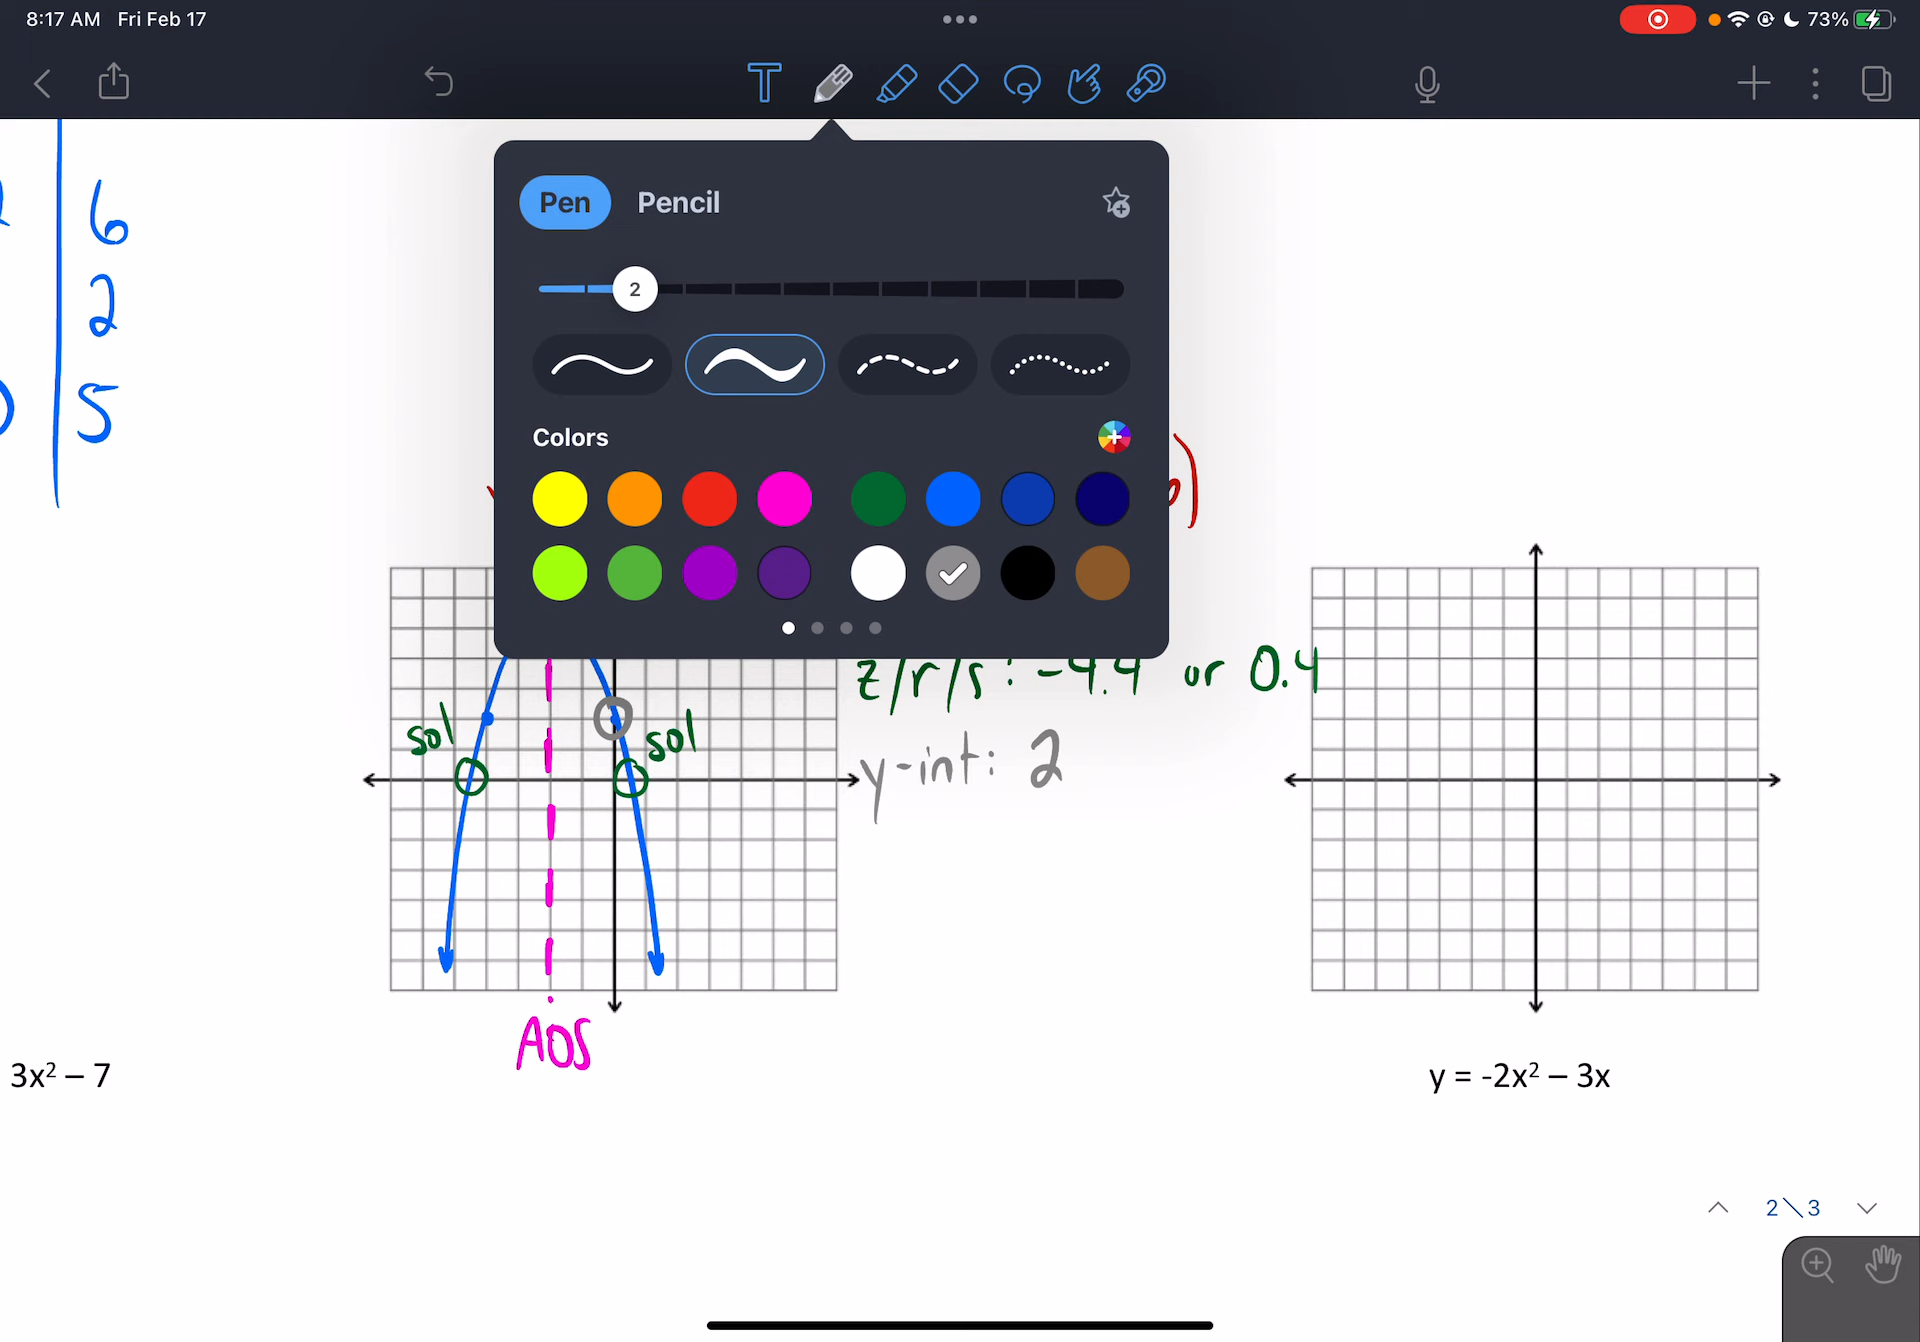 8:17 AM Fri Feb 17
73%
T
6
2
5
Pen Pencil
2
Colors
)
z/r/s: -4.4 or 0.4
sol
sol
y-int: 2
AOS
3x² – 7
y = -2x² – 3x
2\3